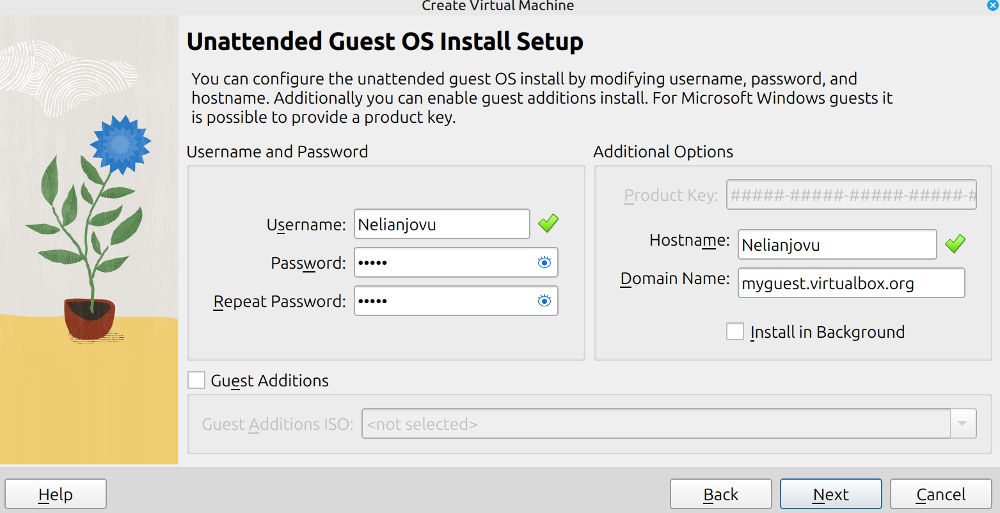 Create Virtual Machine
Unattended Guest OS Install Setup
You can configure the unattended guest OS install by modifying username, password, and
hostname. Additionally you can enable guest additions install. For Microsoft Windows guests it
is possible to provide a product key.
Username and Password
Username: Nelianjovu
Password: •••••
Repeat Password: •••••
Additional Options
Product Key: #####-#####-#####-#####-#
Hostname: Nelianjovu
Domain Name: myguest.virtualbox.org
Install in Background
Guest Additions
Guest Additions ISO: <not selected>
Help Back Next Cancel